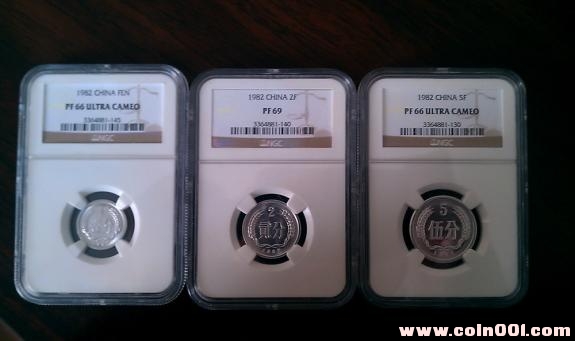 1982 CHINA FEN
PF 66 ULTRA CAMEO
3364881-145
NGC
1982 CHINA 2F
PF 69
3364881-140
NGC
2
贰分
1982 CHINA 5F
PF 66 ULTRA CAMEO
3364881-130
NGC
5
伍分
www.coin001.com